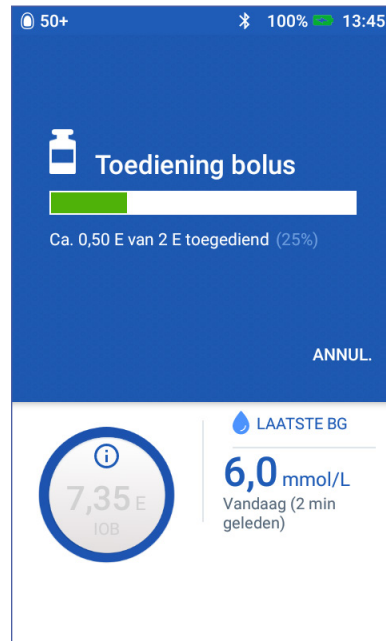 50+ 100% 13:45
Toediening bolus
Ca. 0,50 E van 2 E toegediend (25%)
ANNUL.
7,35 E
IOB
LAATSTE BG
6,0 mmol/L
Vandaag (2 min
geleden)